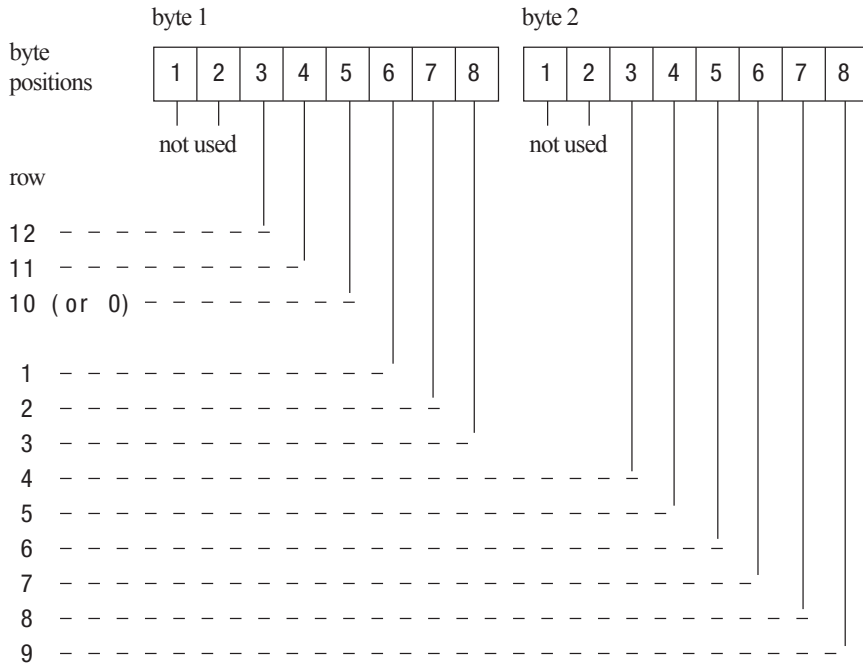 byte 1 byte 2
byte
positions
1 2 3 4 5 6 7 8 1 2 3 4 5 6 7 8
not used not used
row
12
11
10 (or 0)
1
2
3
4
5
6
7
8
9